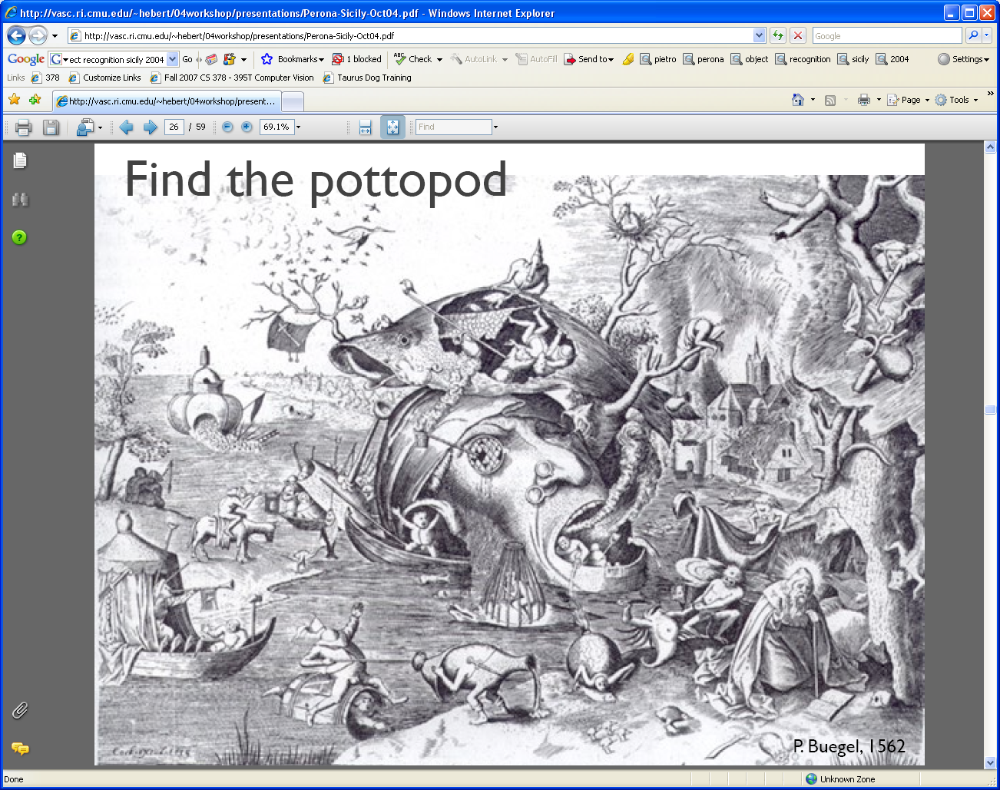 http://vasc.ri.cmu.edu/~hebert/04workshop/presentations/Perona-Sicily-Oct04.pdf - Windows Internet Explorer
http://vasc.ri.cmu.edu/~hebert/04workshop/presentations/Perona-Sicily-Oct04.pdf
Google
Google G ect recognition sicily 2004 Go Bookmarks 1 blocked ABC Check AutoLink AutoFill Send to pietro perona object recognition sicily 2004 Settings
Links 378 Customize Links Fall 2007 CS 378 - 395T Computer Vision Taurus Dog Training
http://vasc.ri.cmu.edu/~hebert/04workshop/present... Page Tools »
26 / 59 69.1% Find
Find the pottopod
P. Buegel, 1562
Done Unknown Zone